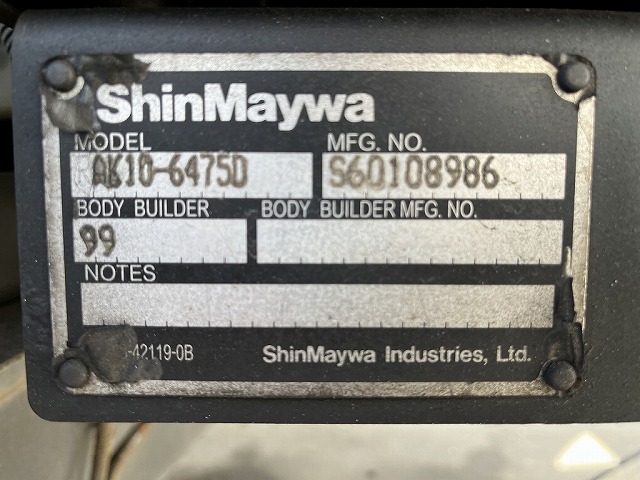 ShinMaywa
MODEL MFG. NO.
AK10-6475D S60108986
BODY BUILDER BODY BUILDER MFG. NO.
99
NOTES
-42119-0B ShinMaywa Industries, Ltd.